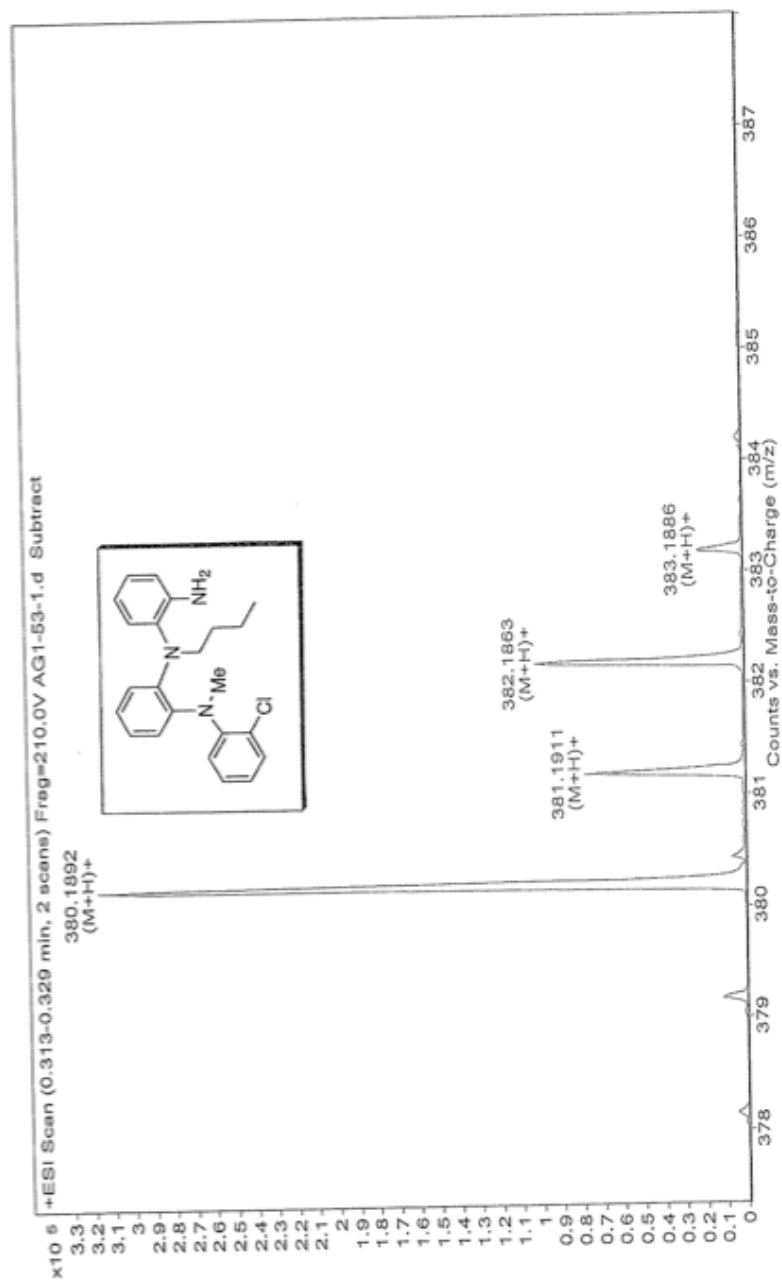 +ESI Scan (0.313-0.329 min, 2 scans) Frag=210.0V AG1-53-1.d Subtract
x10 5
3.3
3.2
3.1
3
2.9
2.8
2.7
2.6
2.5
2.4
2.3
2.2
2.1
2
1.9
1.8
1.7
1.6
1.5
1.4
1.3
1.2
1.1
1
0.9
0.8
0.7
0.6
0.5
0.4
0.3
0.2
0.1
0
380.1892
(M+H)+
381.1911
(M+H)+
382.1863
(M+H)+
383.1886
(M+H)+
N
NH2
N
Me
Cl
378 379 380 381 382 383 384 385 386 387
Counts vs. Mass-to-Charge (m/z)